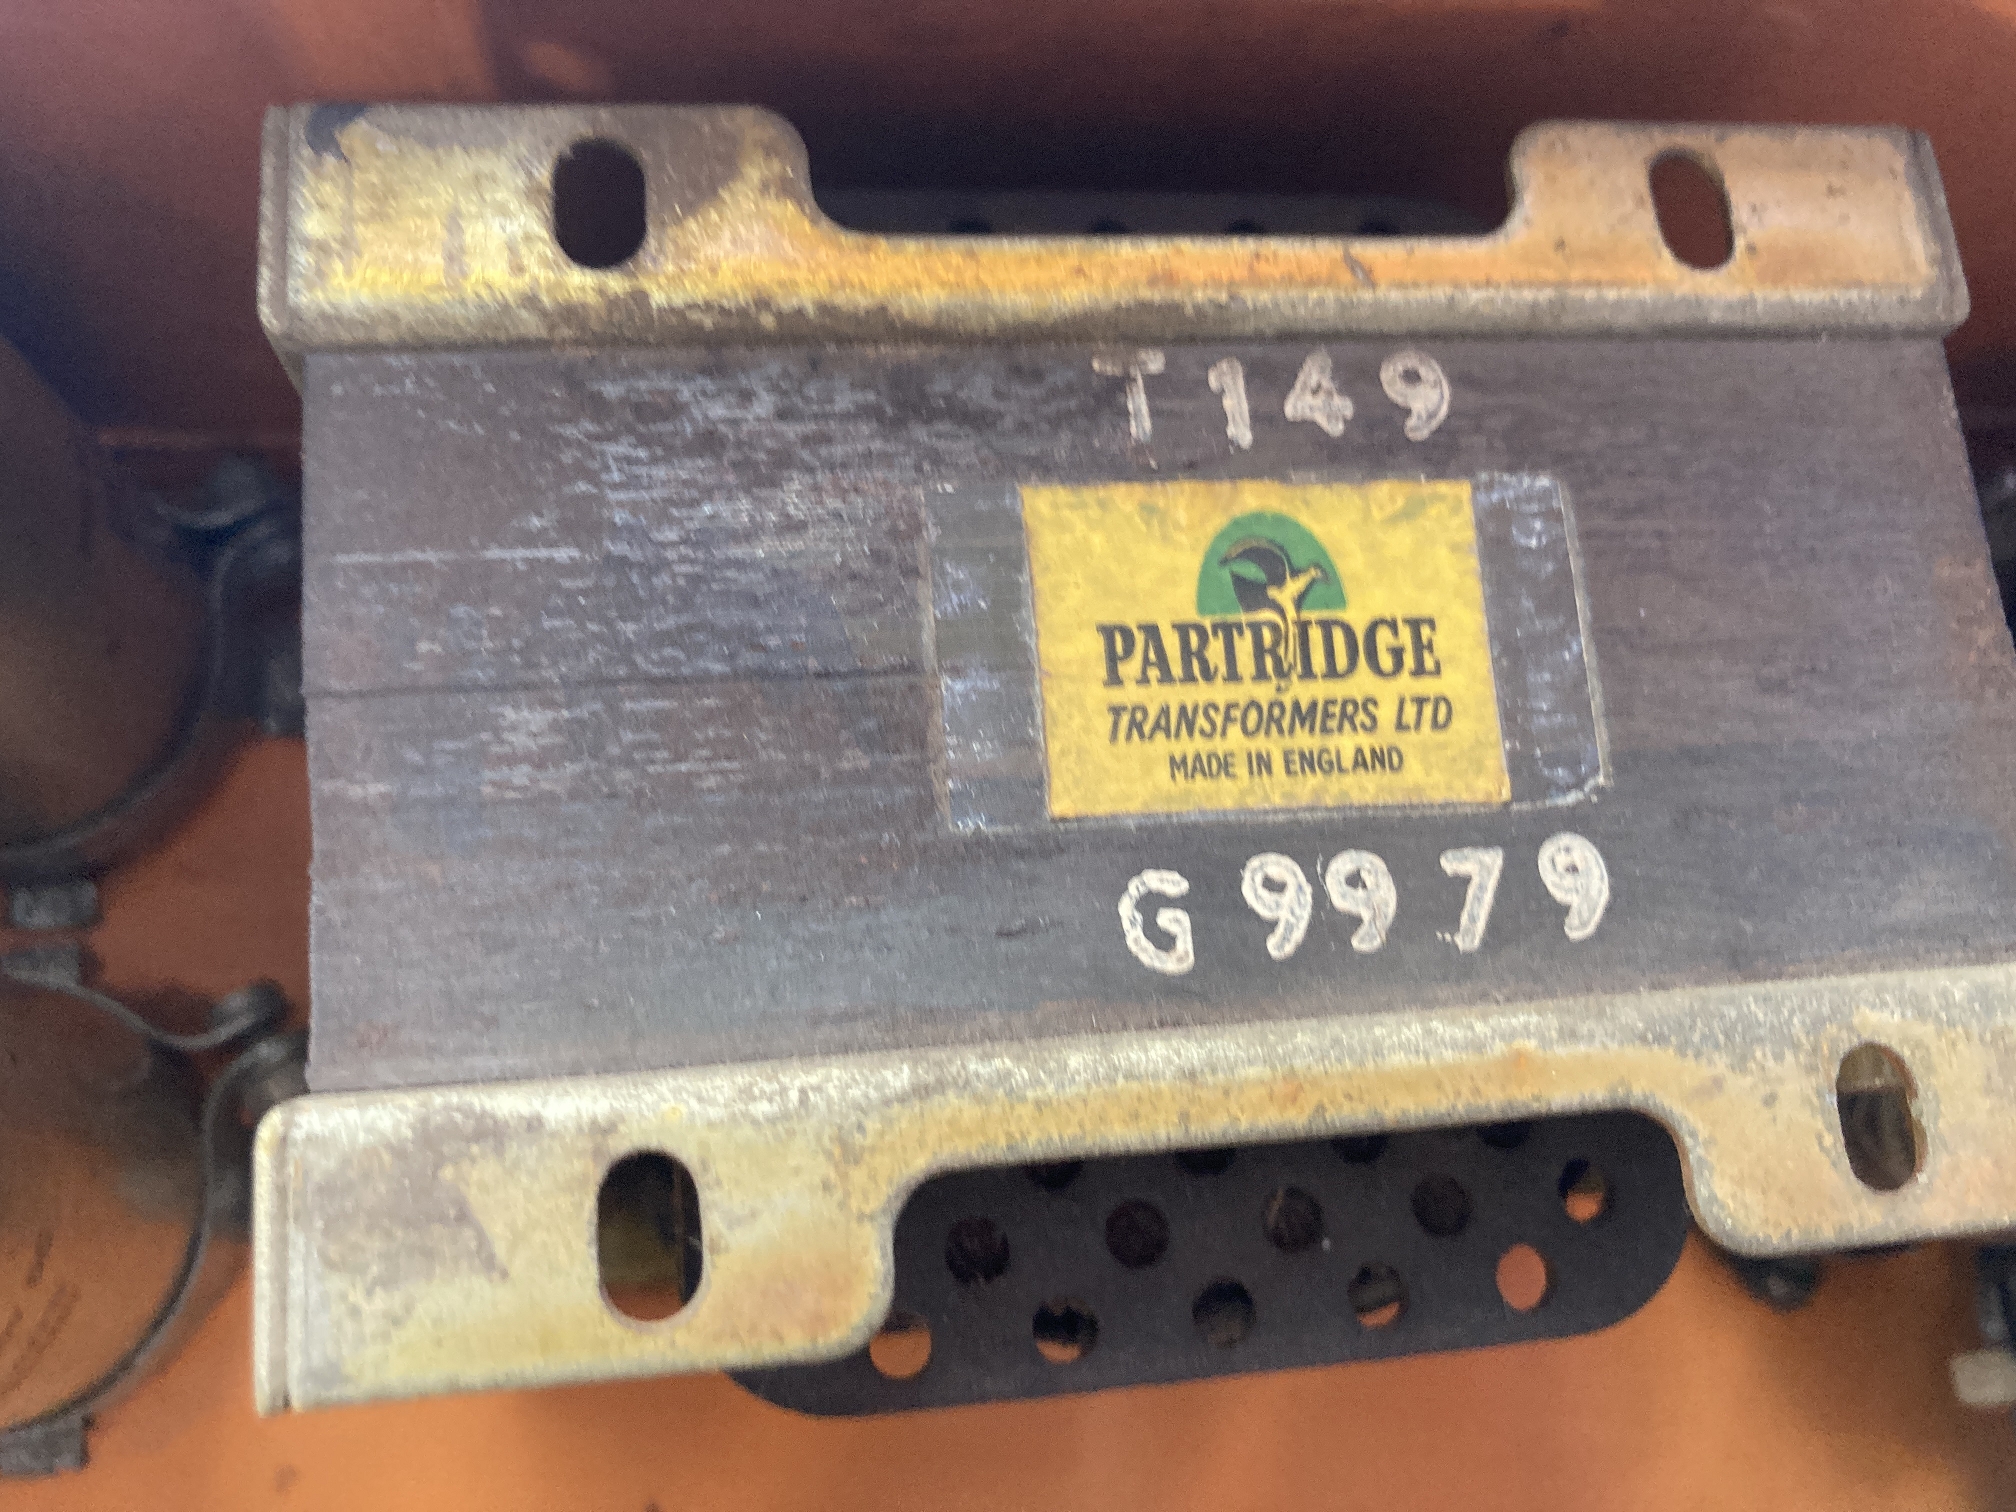 T149
PARTRIDGE
TRANSFORMERS LTD
MADE IN ENGLAND
G9979